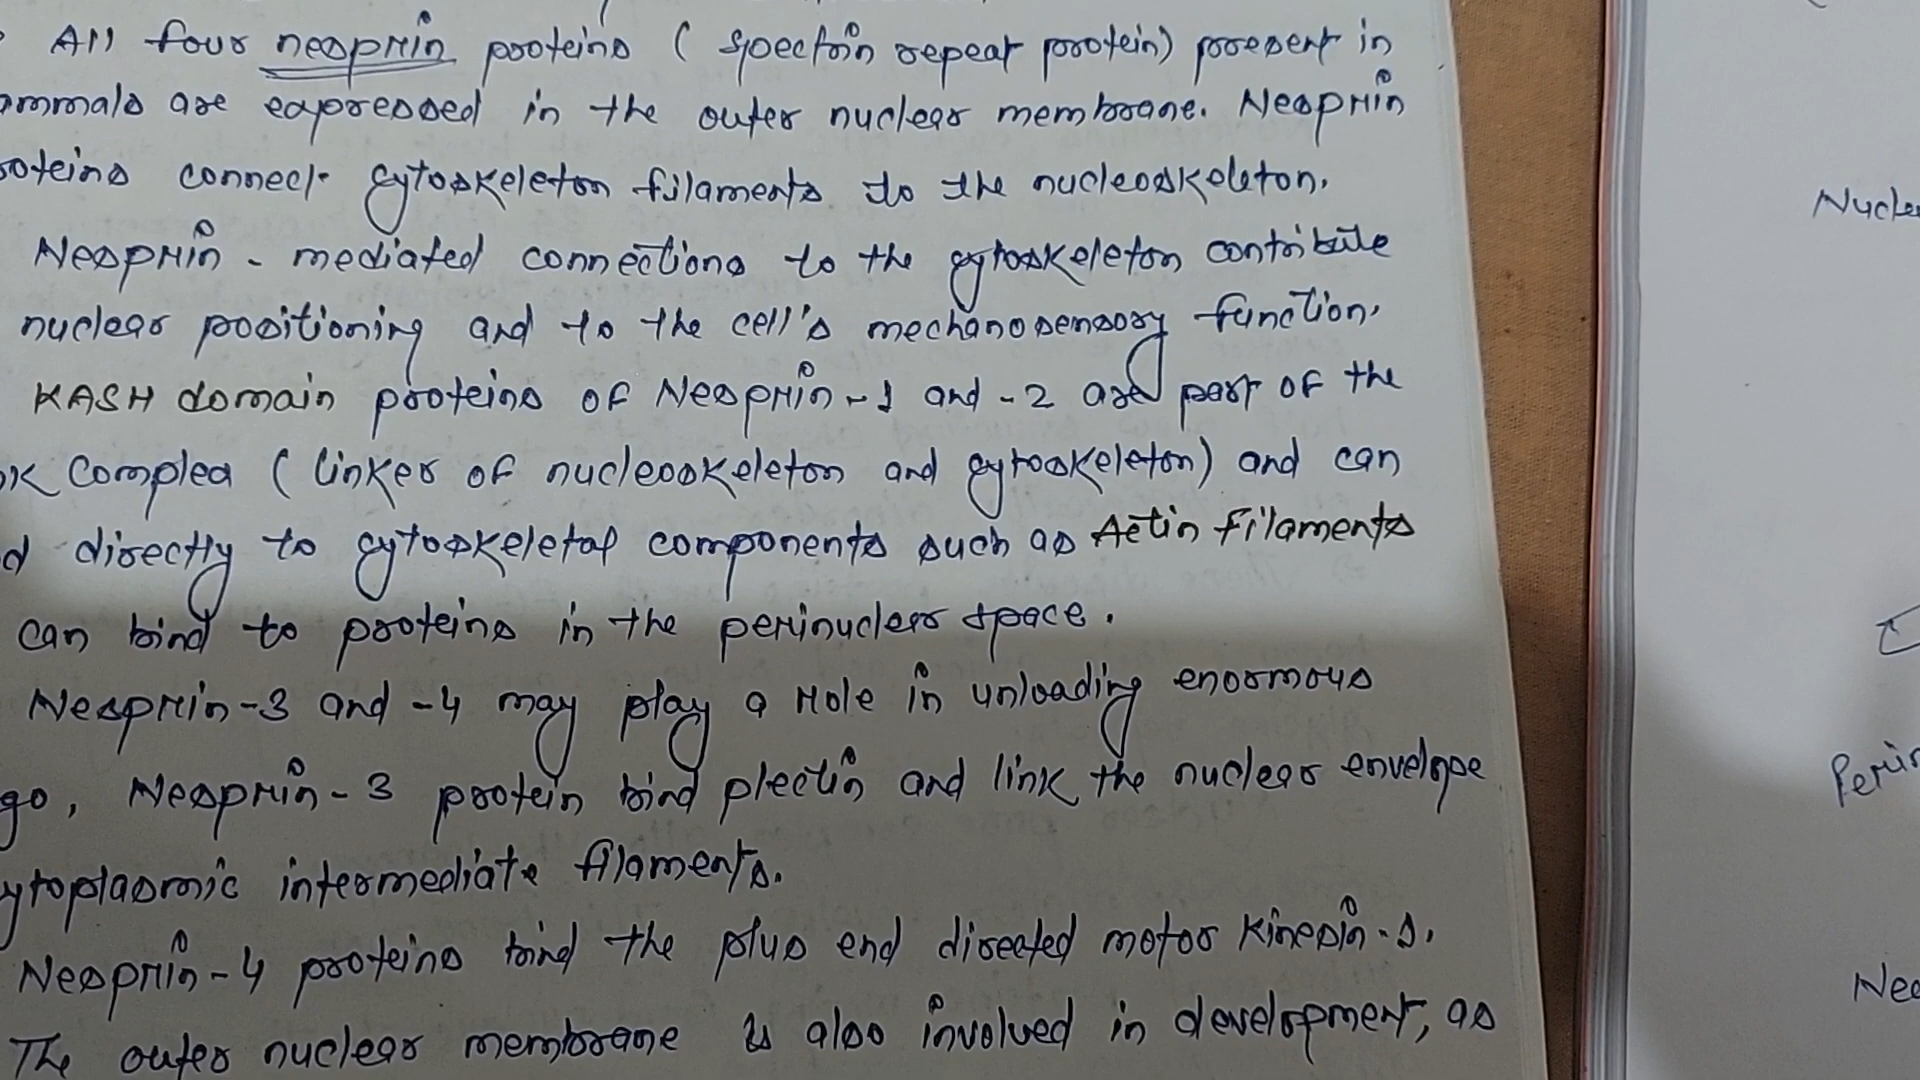 All four nesprin proteins ( spectrin repeat protein) present in
ammals are expressed in the outer nuclear membrane. Nesprin
roteins connect cytoskeleton filaments to the nucleoskeleton.
Nesprin - mediated connections to the cytoskeleton contribute
nuclear positioning and to the cell's mechanosensory function.
KASH domain proteins of Nesprin-1 and -2 are part of the
complex ( linker of nucleoskeleton and cytoskeleton) and can
d directly to cytoskeletal components such as Actin filaments
can bind to proteins in the perinuclear space.
Nesprin-3 and -4 may play a role in unloading enormous
go, Nesprin-3 protein bind plectin and link the nuclear envelope
ytoplasmic intermediate filaments.
Nesprin-4 proteins bind the plus end directed motor kinesin-1.
The outer nuclear membrane is also involved in development, as
Nucle
Perin